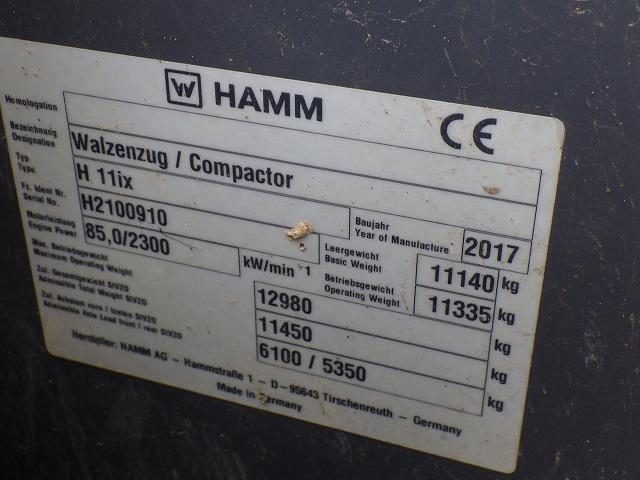 W HAMM
CE
Homologation
Bezeichnung
Designation
Walzenzug / Compactor
Typ
Type
H 11ix
Fz. Ident Nr.
Serial No.
H2100910
Baujahr
Year of Manufacture
2017
Motorleistung
Engine Power
85,0/2300
kW/min⁻¹
Leergewicht
Basic Weight
11140 kg
Betriebsgewicht
Operating Weight
11335 kg
Max. Betriebsgewicht
Maximum Operating Weight
12980 kg
Zul. Gesamtgewicht StVZO
Admissible Total Weight StVZO
11450 kg
Zul. Achslast vorn / hinten StVZO
Admissible Axle Load front / rear StVZO
6100 / 5350 kg
Hersteller: HAMM AG – Hammstraße 1 – D – 95643 Tirschenreuth – Germany
Made in Germany